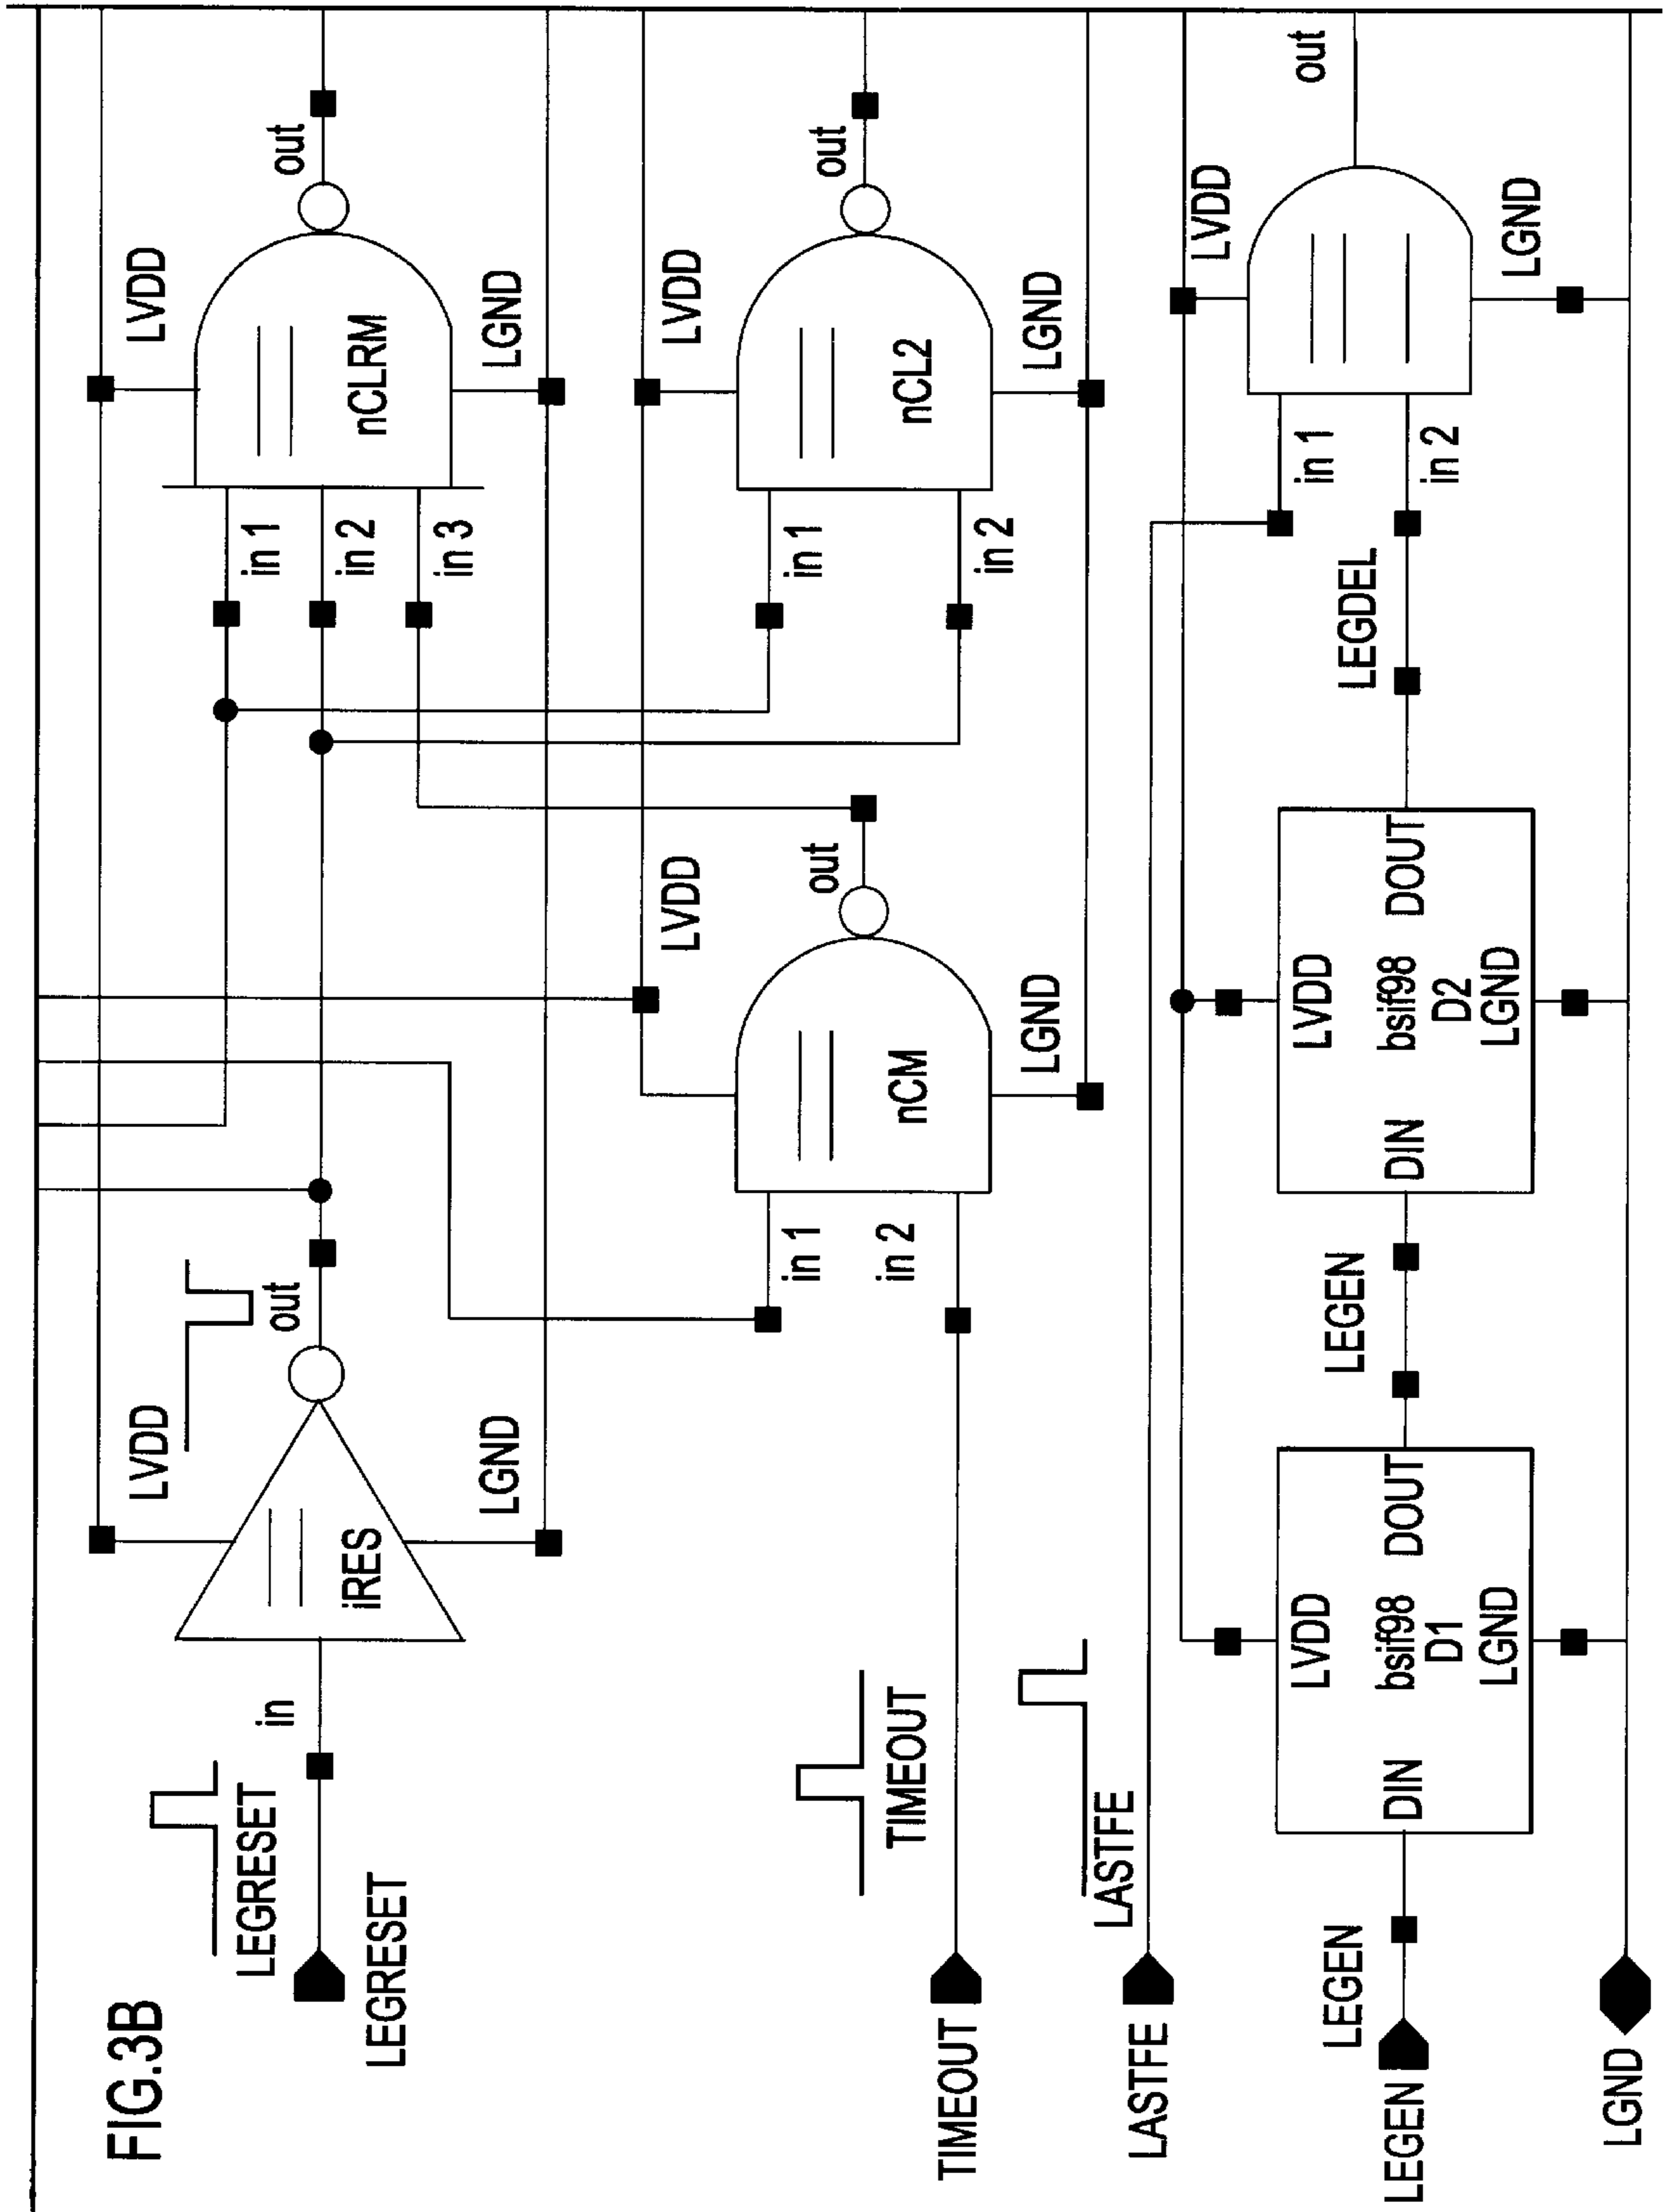 FIG.3B
LEGRESET
LEGRESET
in
iRES
LVDD
LGND
out
LVDD
nCLRM
LGND
in 1
in 2
in 3
out
LVDD
nCL2
LGND
in 1
in 2
out
LVDD
nCM
LGND
in 1
in 2
out
TIMEOUT
TIMEOUT
LASTFE
LASTFE
LEGEN
LEGEN
DIN
LVDD
bsif98
D1
LGND
DOUT
LEGEN
DIN
LVDD
bsif98
D2
LGND
DOUT
LEGDEL
in 1
in 2
LVDD
LGND
out
LGND